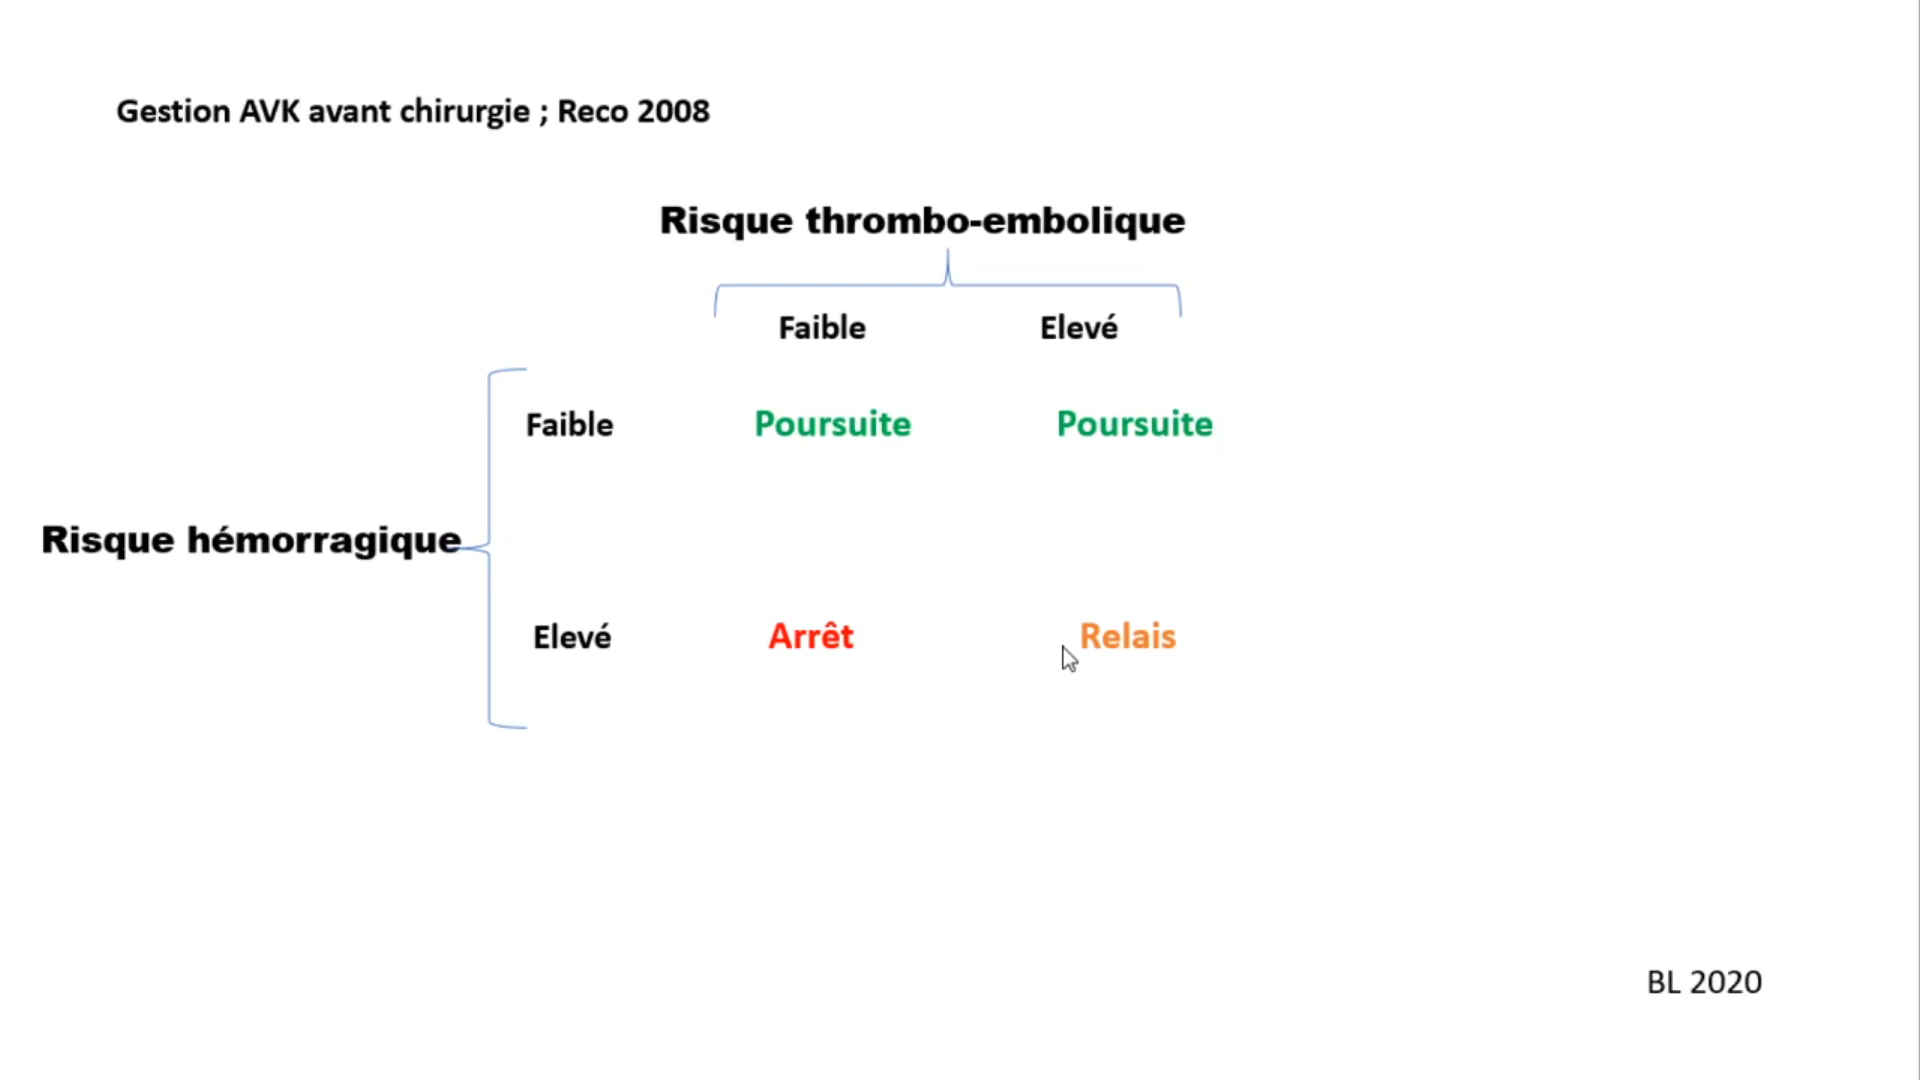 Gestion AVK avant chirurgie ; Reco 2008
Risque thrombo-embolique
Faible Elevé
Faible Poursuite Poursuite
Risque hémorragique
Elevé Arrêt Relais
BL 2020